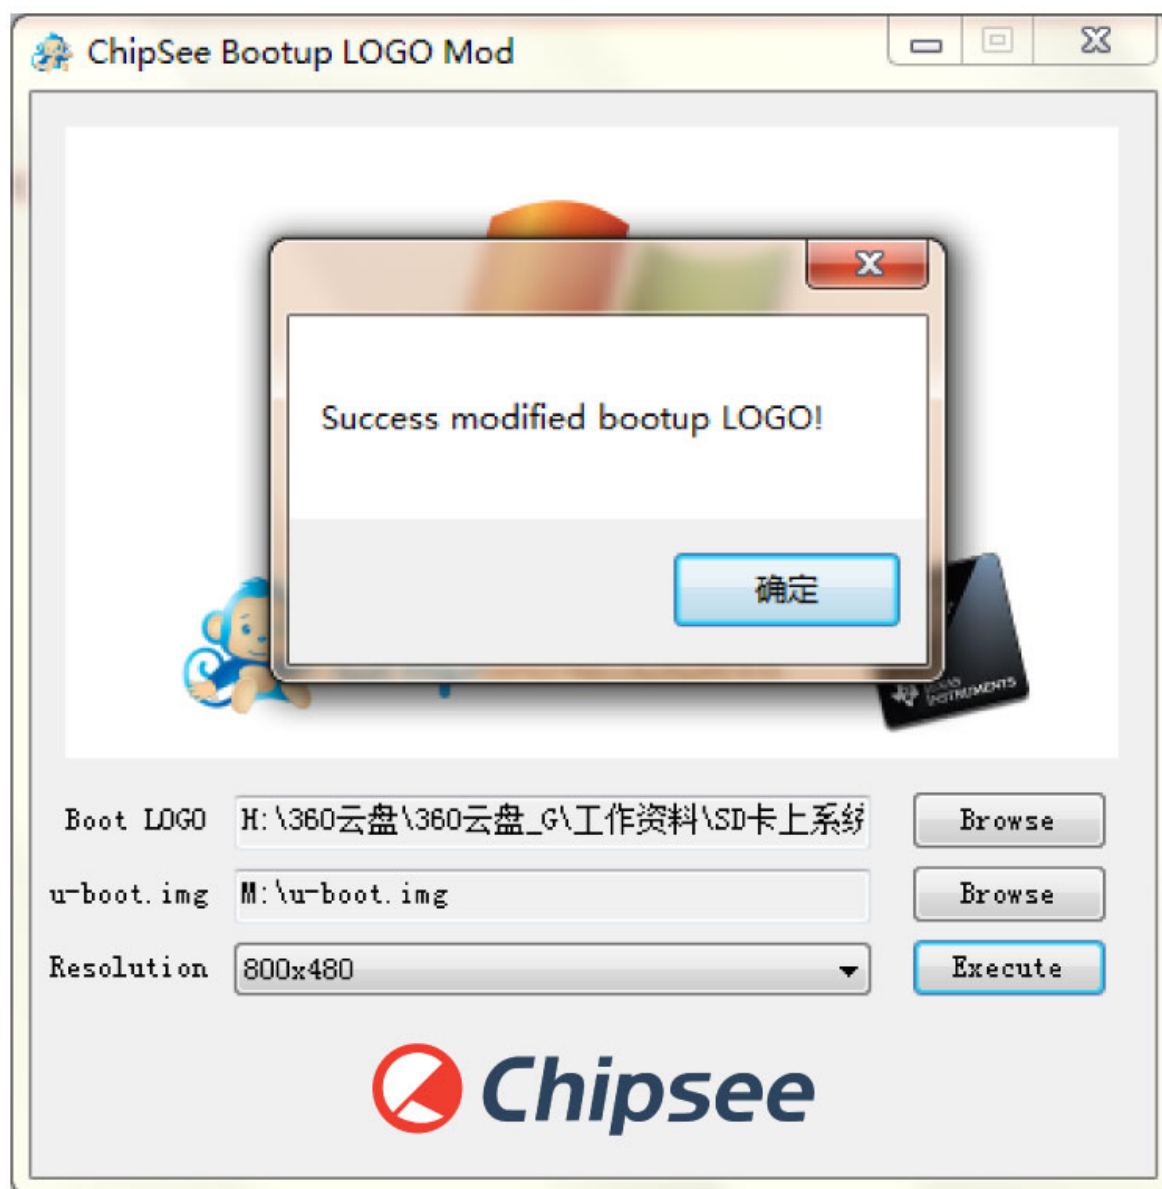 ChipSee Bootup LOGO Mod
Success modified bootup LOGO!
确定
TEXAS
INSTRUMENTS
Boot LOGO H:\360云盘\360云盘_G\工作资料\SD卡上系统 Browse
u-boot.img M:\u-boot.img Browse
Resolution 800x480 Execute
Chipsee